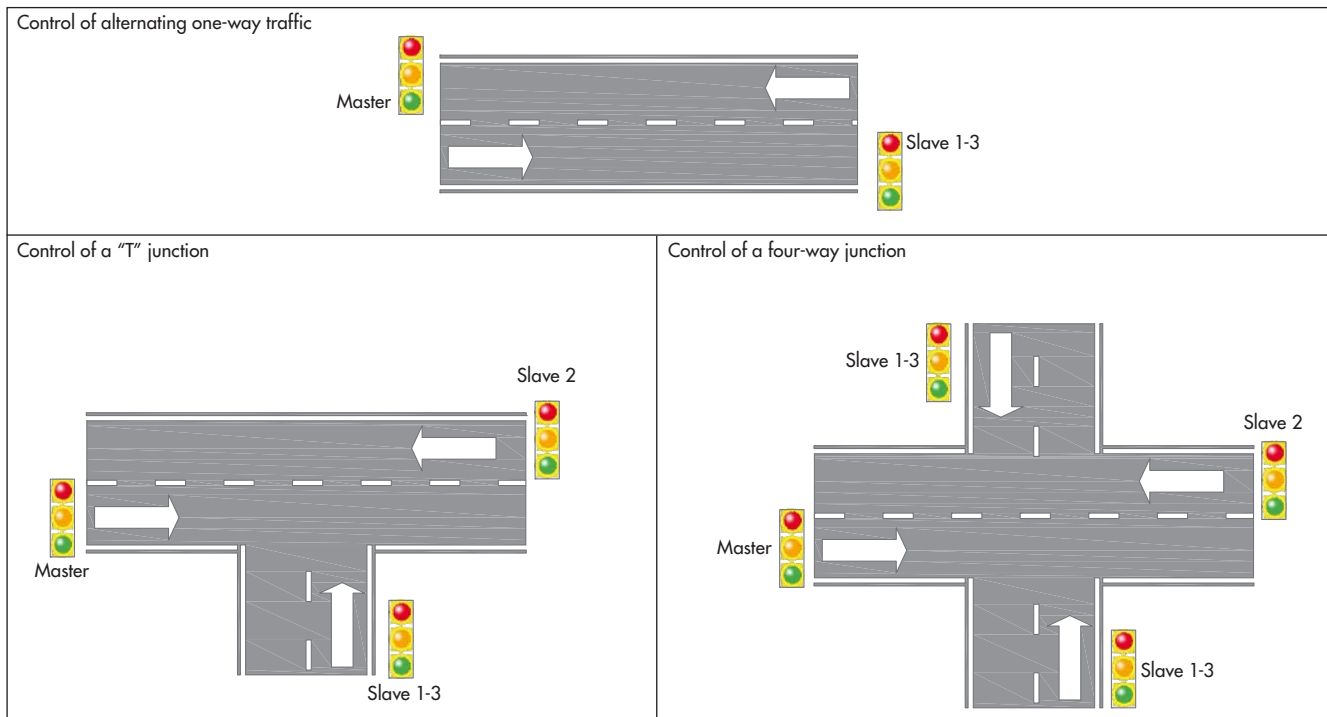 Control of alternating one-way traffic
Master
Slave 1-3
Control of a “T” junction
Slave 2
Master
Slave 1-3
Control of a four-way junction
Slave 1-3
Slave 2
Master
Slave 1-3